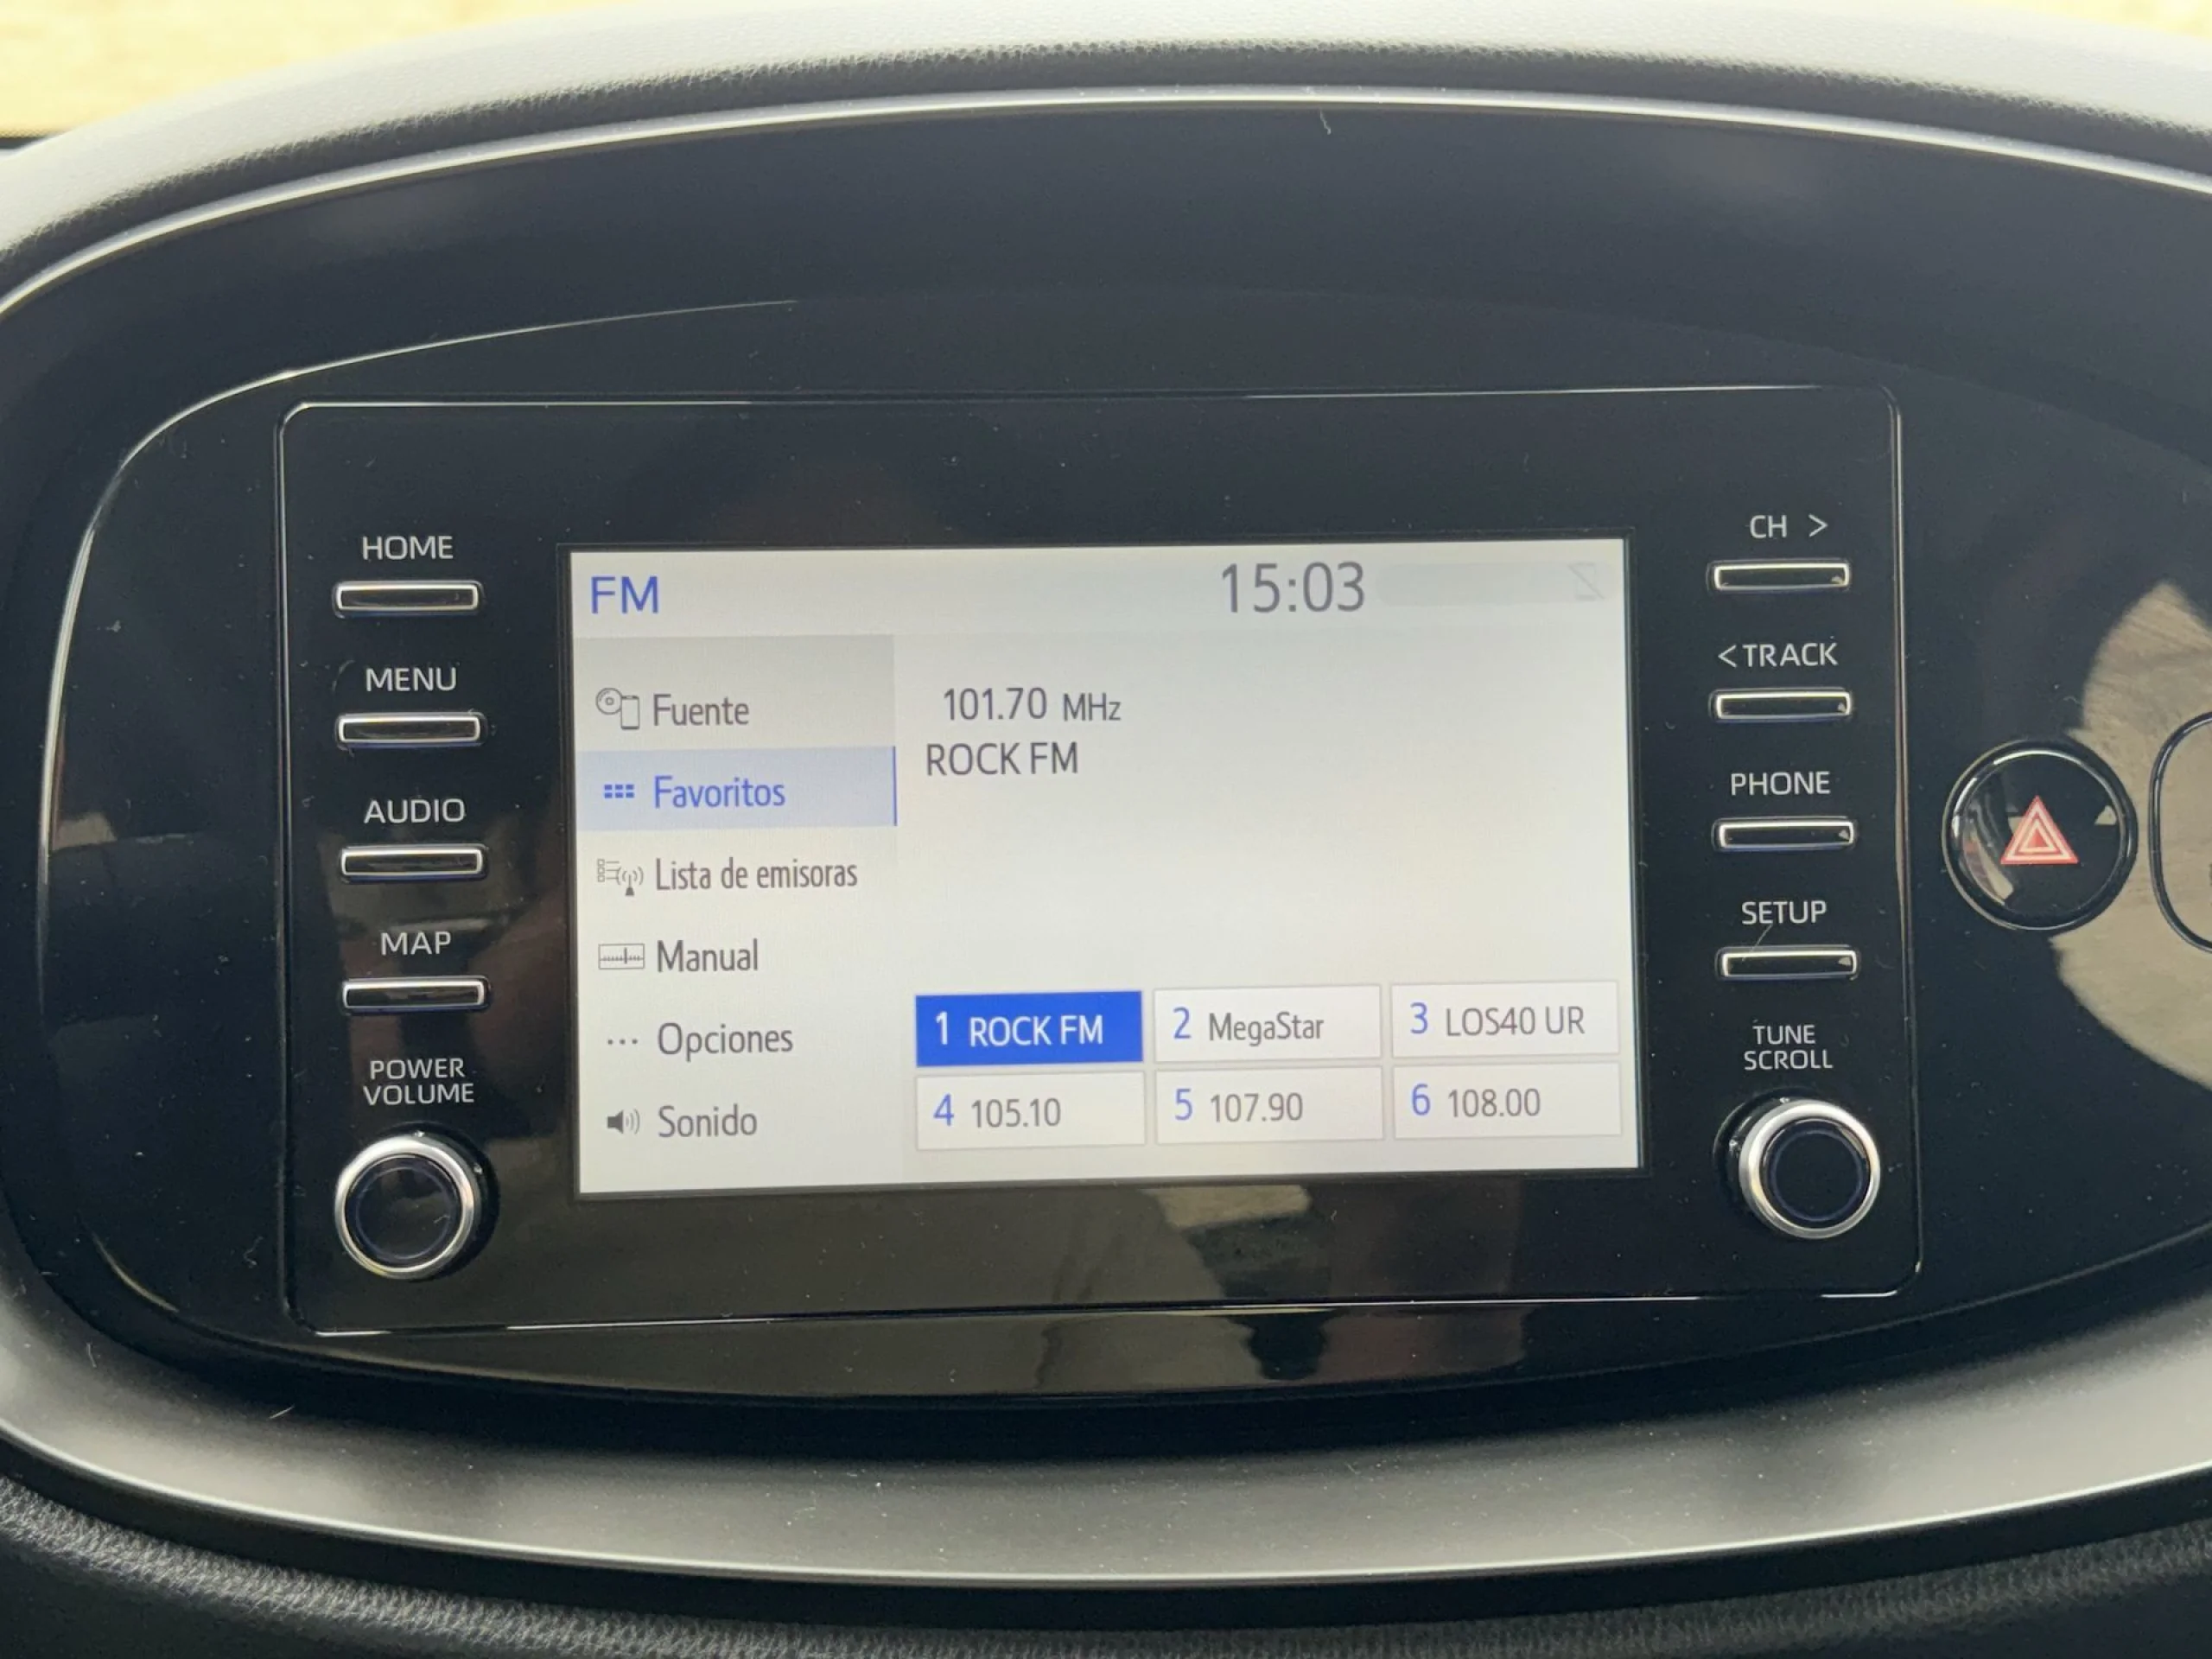 HOME
MENU
AUDIO
MAP
POWER
VOLUME
FM
15:03
Fuente
Favoritos
Lista de emisoras
Manual
Opciones
Sonido
101.70 MHz
ROCK FM
1 ROCK FM
2 MegaStar
3 LOS40 UR
4 105.10
5 107.90
6 108.00
CH >
< TRACK
PHONE
SETUP
TUNE
SCROLL